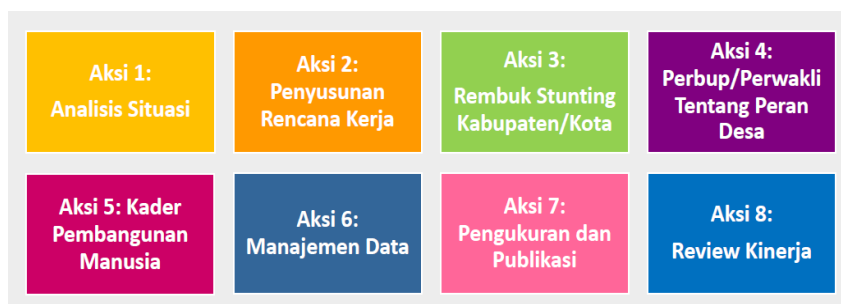 Aksi 1:
Analisis Situasi
Aksi 2:
Penyusunan
Rencana Kerja
Aksi 3:
Rembuk Stunting
Kabupaten/Kota
Aksi 4:
Perbup/Perwakli
Tentang Peran
Desa
Aksi 5: Kader
Pembangunan
Manusia
Aksi 6:
Manajemen Data
Aksi 7:
Pengukuran dan
Publikasi
Aksi 8:
Review Kinerja